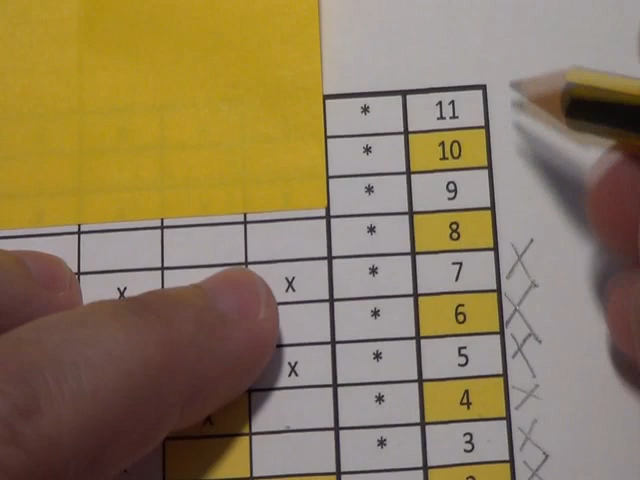 * 11
* 10
* 9
* 8
x x * 7
* 6
x * 5
x * 4
* 3